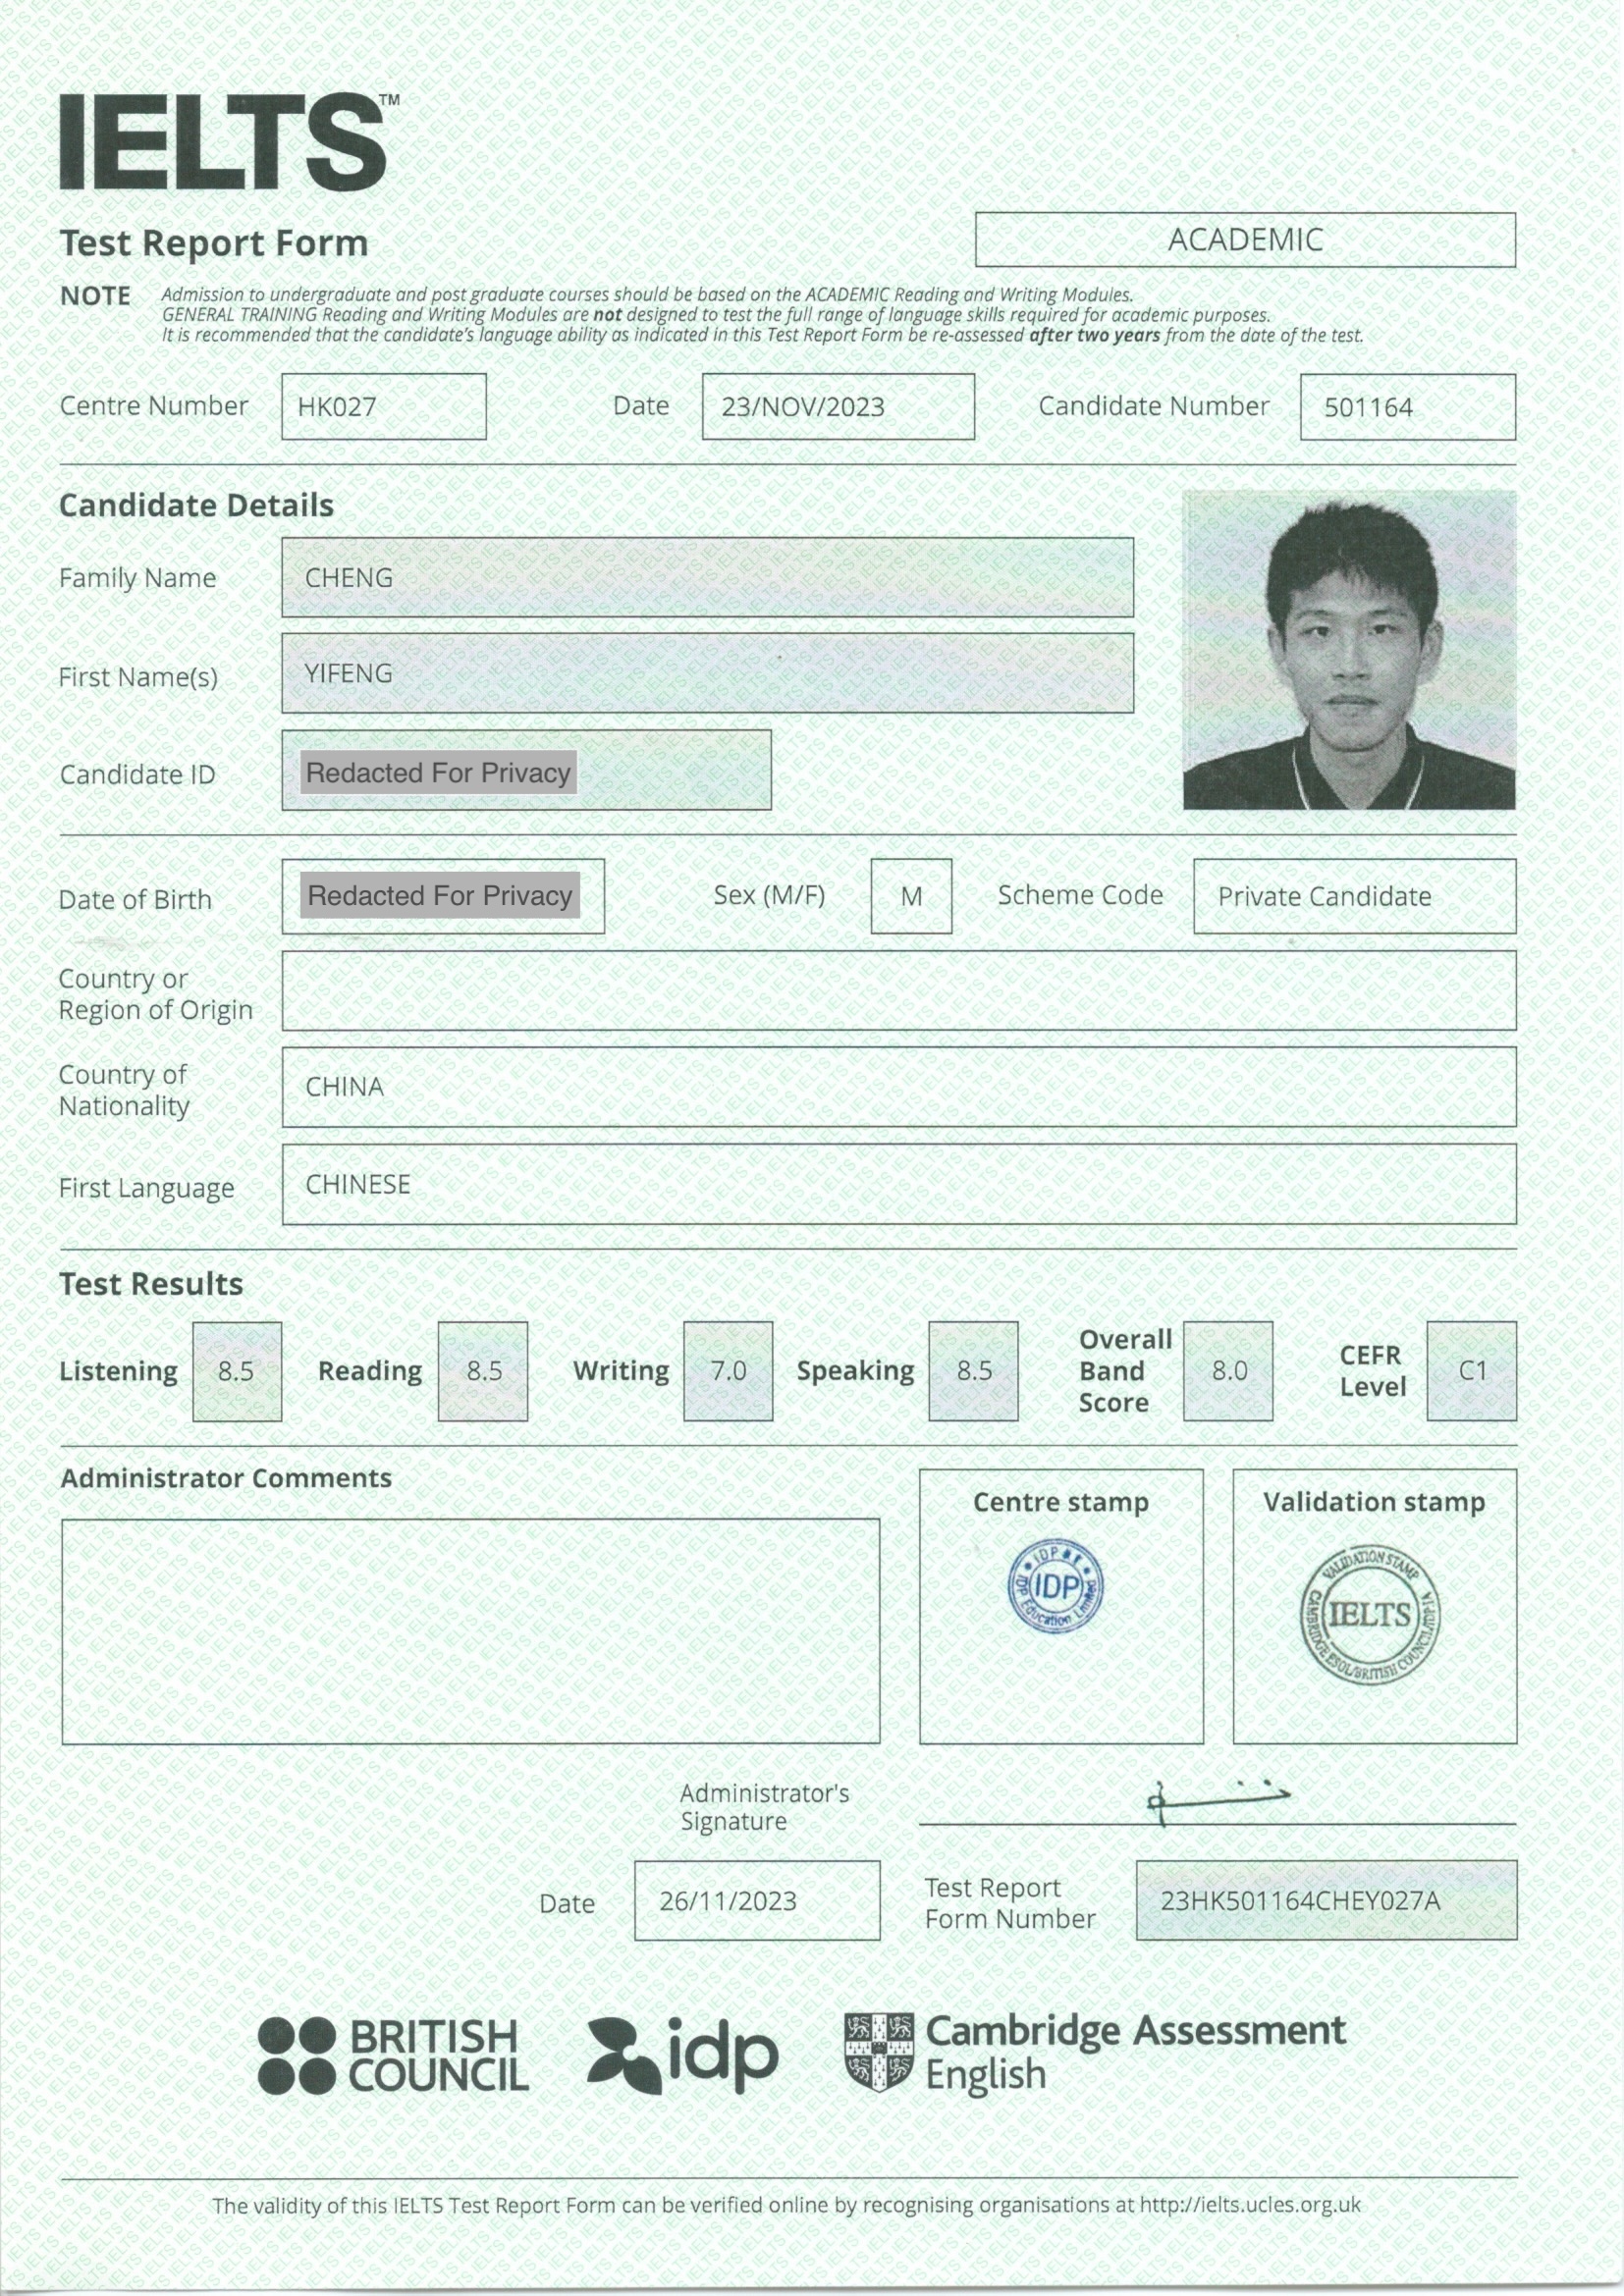 IELTS™
Test Report Form
ACADEMIC
NOTE Admission to undergraduate and post graduate courses should be based on the ACADEMIC Reading and Writing Modules.
GENERAL TRAINING Reading and Writing Modules are not designed to test the full range of language skills required for academic purposes.
It is recommended that the candidate's language ability as indicated in this Test Report Form be re-assessed after two years from the date of the test.
Centre Number HK027 Date 23/NOV/2023 Candidate Number 501164
Candidate Details
Family Name CHENG
First Name(s) YIFENG
Candidate ID Redacted For Privacy
Date of Birth Redacted For Privacy Sex (M/F) M Scheme Code Private Candidate
Country or
Region of Origin
Country of
Nationality
CHINA
First Language CHINESE
Test Results
Listening 8.5 Reading 8.5 Writing 7.0 Speaking 8.5
Overall
Band
Score
8.0
CEFR
Level
C1
Administrator Comments
Centre stamp
IDP
IDP
IDP Education Limited
Validation stamp
VALIDATION STAMP
IELTS
CAMBRIDGE ESOL/BRITISH COUNCIL/IDP:IA
Administrator's
Signature
Date 26/11/2023
Test Report
Form Number
23HK501164CHEY027A
BRITISH
COUNCIL
idp
Cambridge Assessment
English
The validity of this IELTS Test Report Form can be verified online by recognising organisations at http://ielts.ucles.org.uk